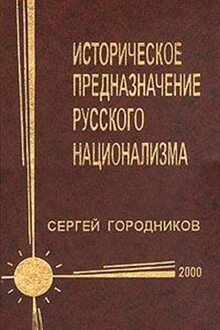 ИСТОРИЧЕСКОЕ
ПРЕДНАЗНАЧЕНИЕ
РУССКОГО
НАЦИОНАЛИЗМА
СЕРГЕЙ ГОРОДНИКОВ
2000